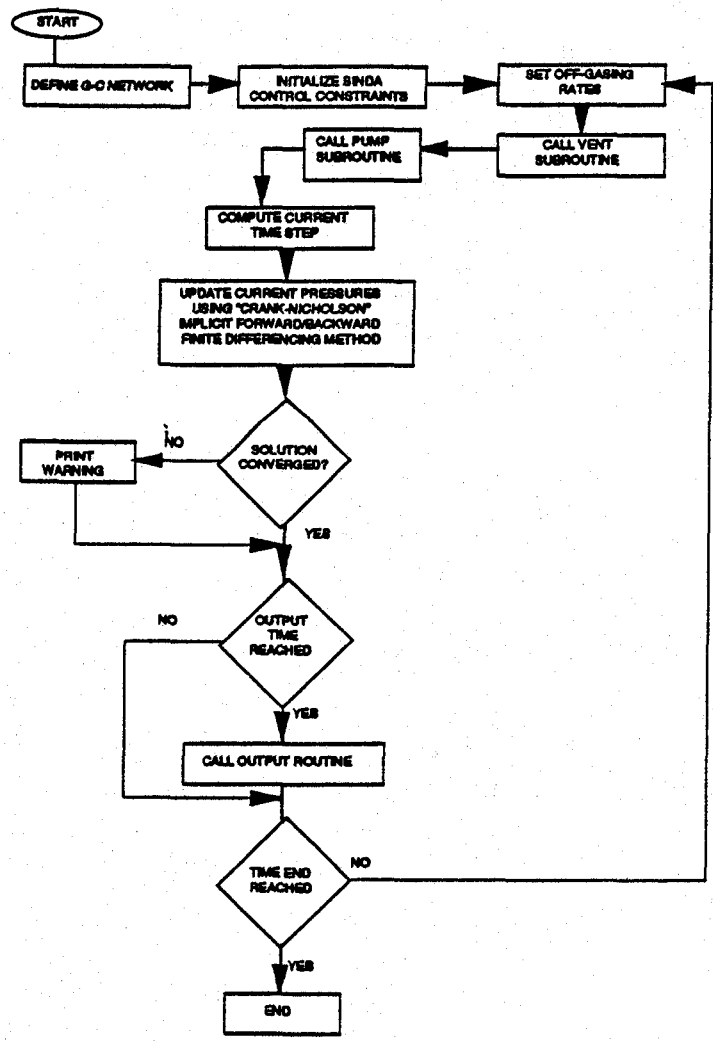 START
DEFINE G-C NETWORK
INITIALIZE SINDA
CONTROL CONSTRAINTS
SET OFF-GASING
RATES
CALL PUMP
SUBROUTINE
CALL VENT
SUBROUTINE
COMPUTE CURRENT
TIME STEP
UPDATE CURRENT PRESSURES
USING "CRANK-NICHOLSON"
IMPLICIT FORWARD/BACKWARD
FINITE DIFFERENCING METHOD
NO
PRINT
WARNING
SOLUTION
CONVERGED?
YES
NO
OUTPUT
TIME
REACHED
YES
CALL OUTPUT ROUTINE
TIME END
REACHED
NO
YES
END